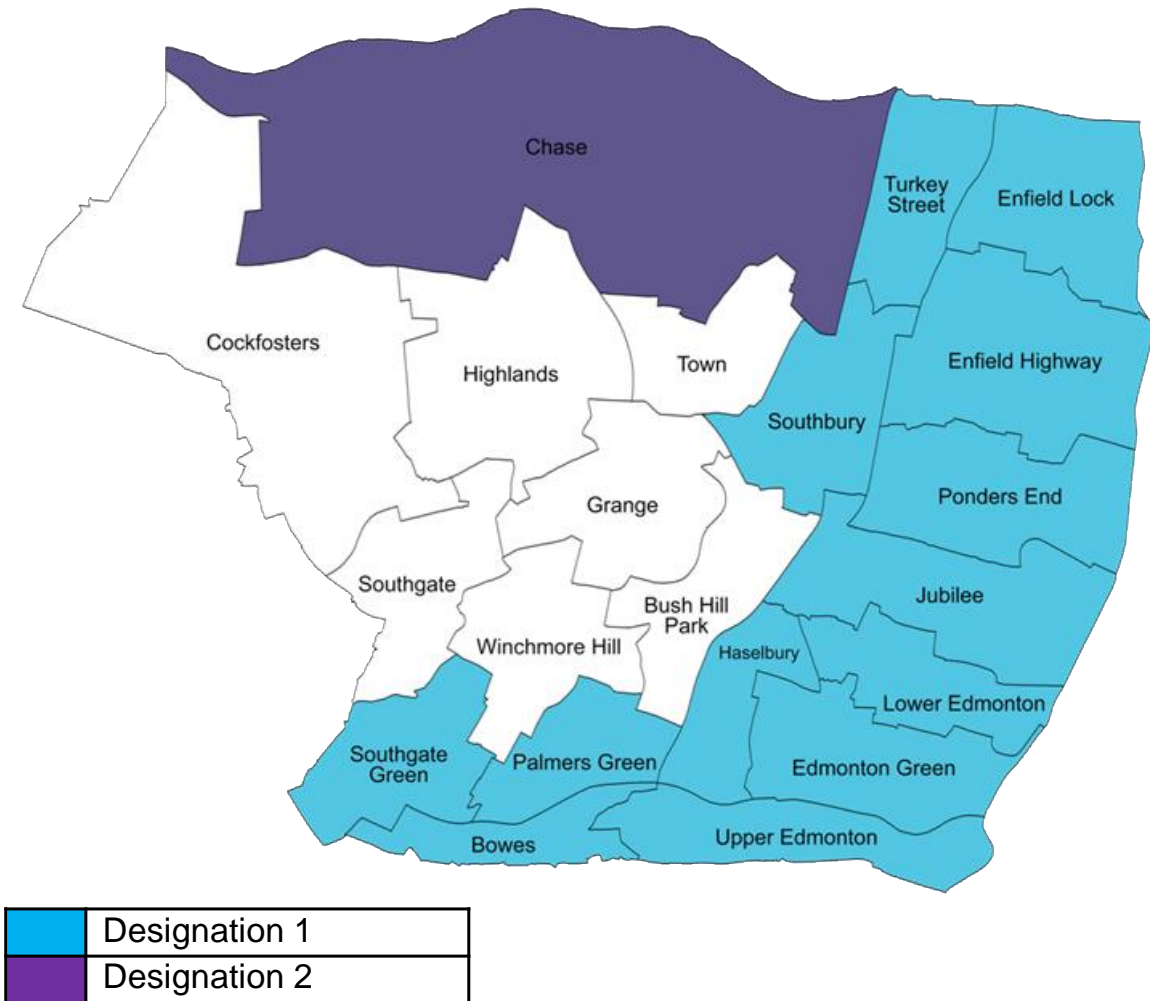 Chase
Turkey
Street
Enfield Lock
Cockfosters
Highlands
Town
Enfield Highway
Southbury
Grange
Ponders End
Southgate
Jubilee
Bush Hill
Park
Winchmore Hill
Haselbury
Lower Edmonton
Southgate
Green
Palmers Green
Edmonton Green
Bowes
Upper Edmonton
Designation 1
Designation 2